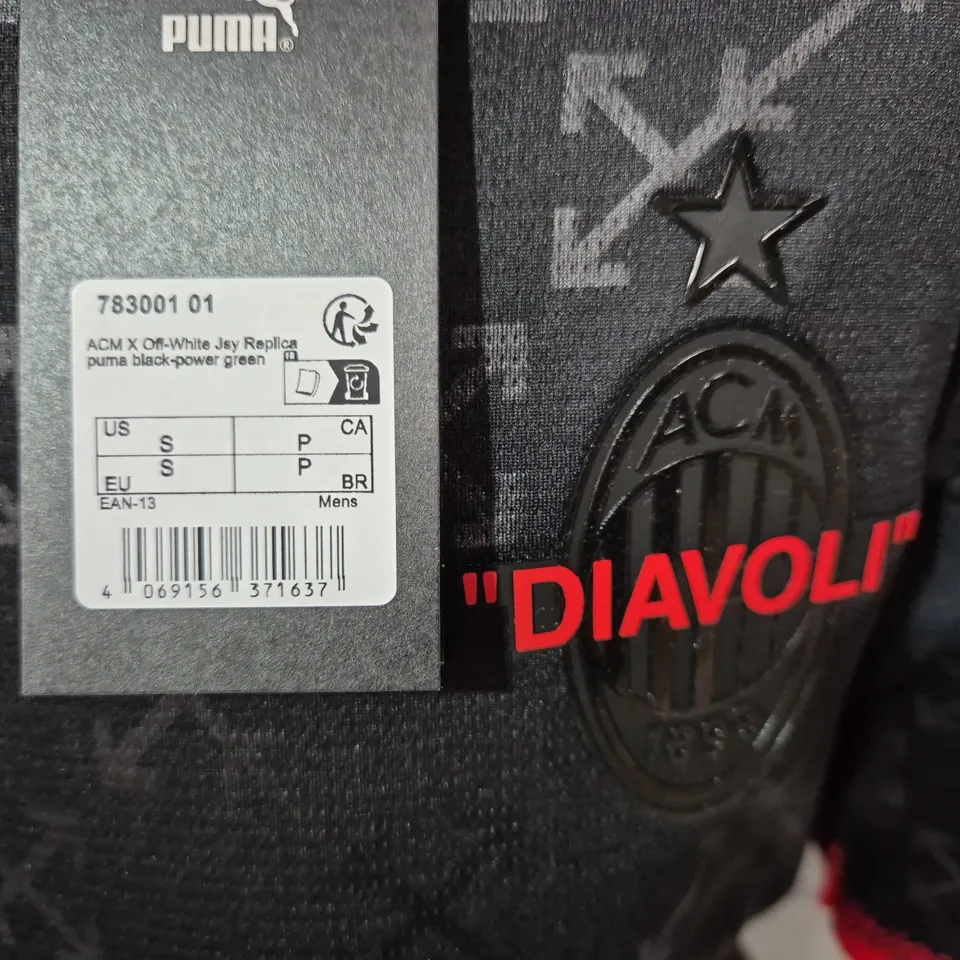 PUMA®
783001 01
ACM X Off-White Jsy Replica
puma black-power green
US S P CA
S P
EU BR
EAN-13 Mens
4 069156 371637
ACM
"DIAVOLI"
1899